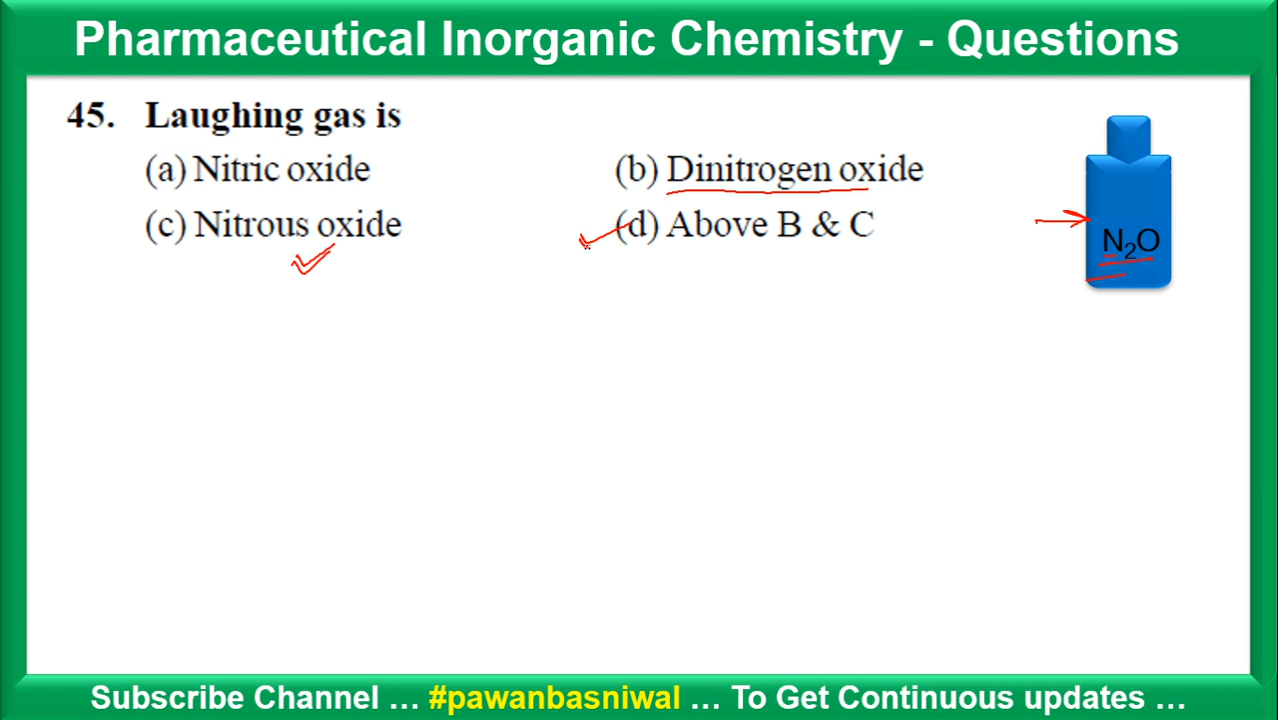 Pharmaceutical Inorganic Chemistry - Questions
45. Laughing gas is
(a) Nitric oxide (b) Dinitrogen oxide
(c) Nitrous oxide (d) Above B & C
N₂O
Subscribe Channel ... #pawanbasniwal ... To Get Continuous updates ...